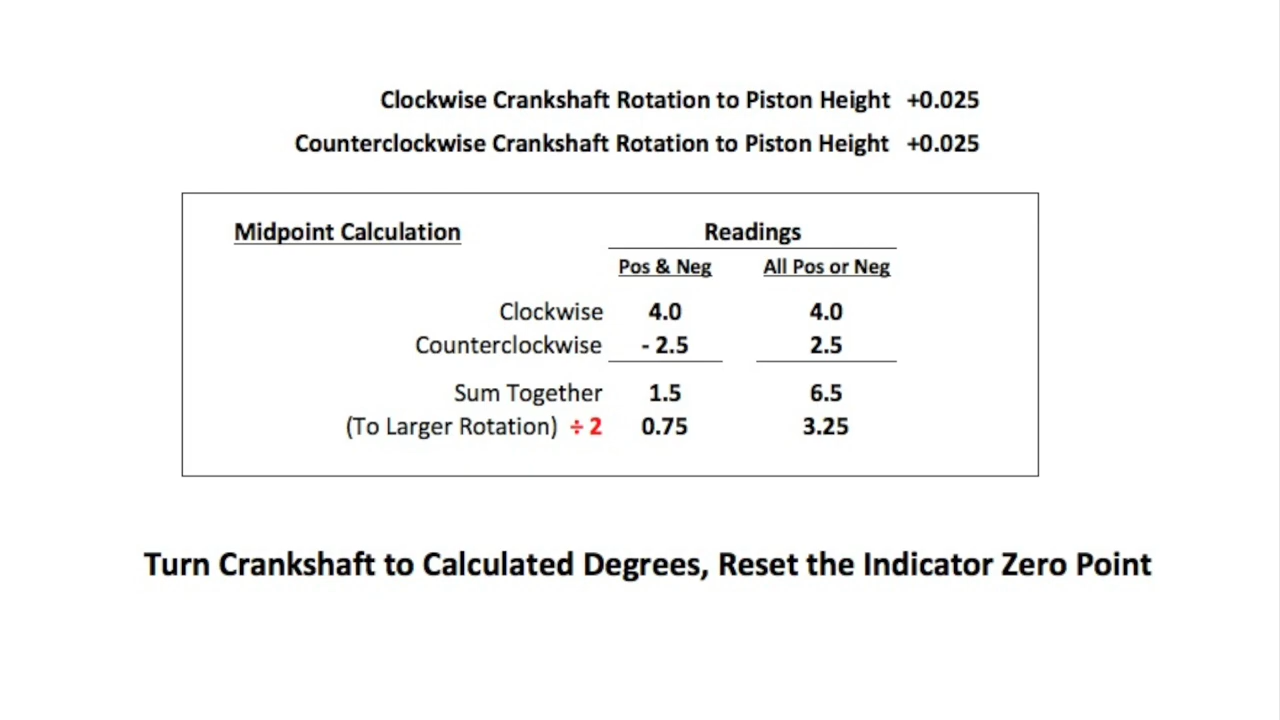 Clockwise Crankshaft Rotation to Piston Height +0.025
Counterclockwise Crankshaft Rotation to Piston Height +0.025
Midpoint Calculation Readings
Pos & Neg All Pos or Neg
Clockwise 4.0 4.0
Counterclockwise - 2.5 2.5
Sum Together 1.5 6.5
(To Larger Rotation) ÷ 2 0.75 3.25
Turn Crankshaft to Calculated Degrees, Reset the Indicator Zero Point